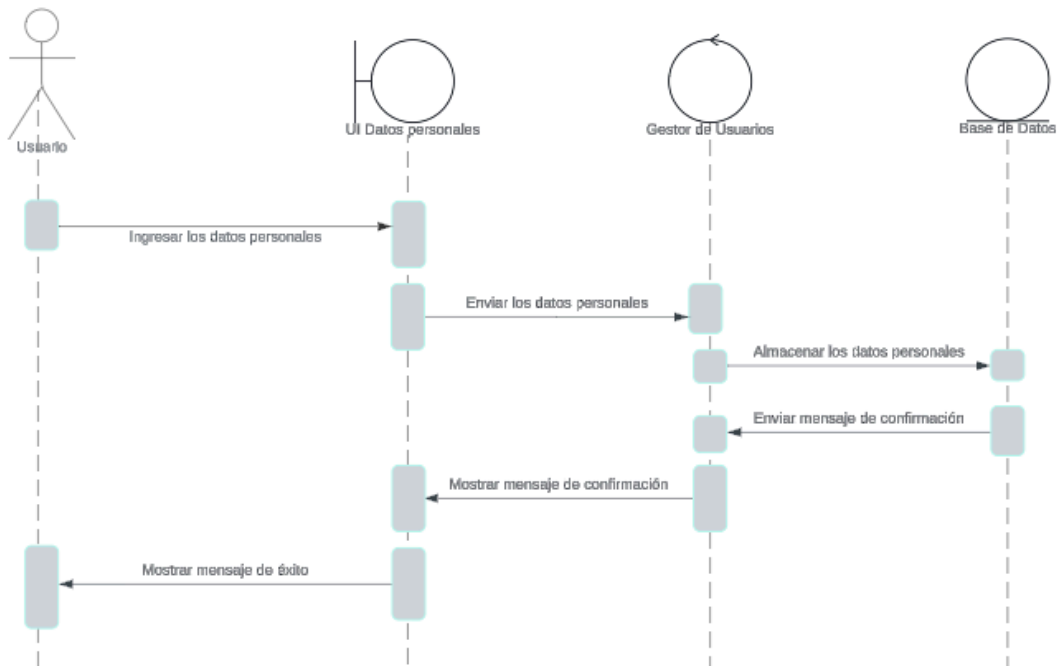 Usuario
UI Datos personales
Gestor de Usuarios
Base de Datos
Ingresar los datos personales
Enviar los datos personales
Almacenar los datos personales
Enviar mensaje de confirmación
Mostrar mensaje de confirmación
Mostrar mensaje de éxito